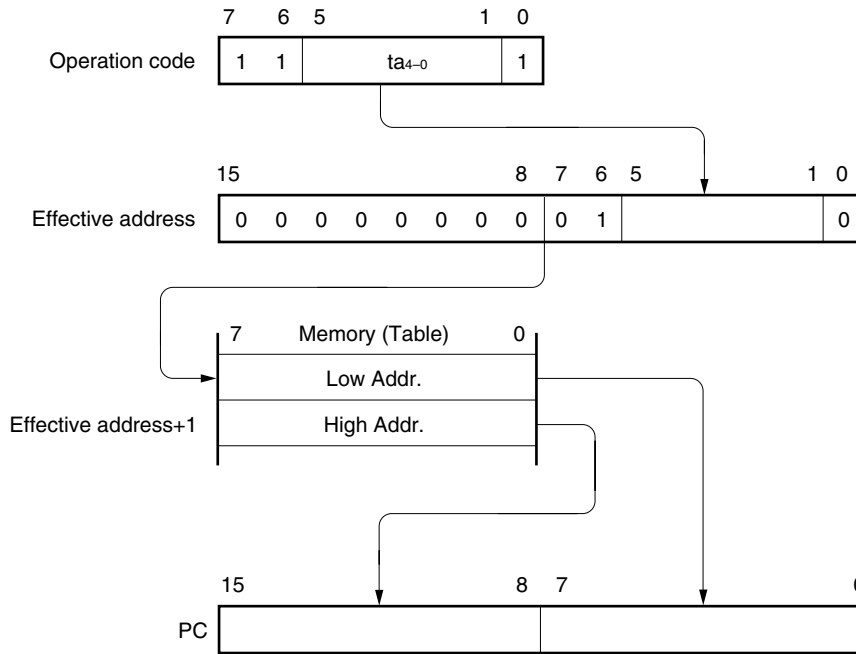 7 6 5 1 0
Operation code 1 1 ta4–0 1
15 8 7 6 5 1 0
Effective address 0 0 0 0 0 0 0 0 0 1 0
7 Memory (Table) 0
Low Addr.
Effective address+1 High Addr.
15 8 7
PC